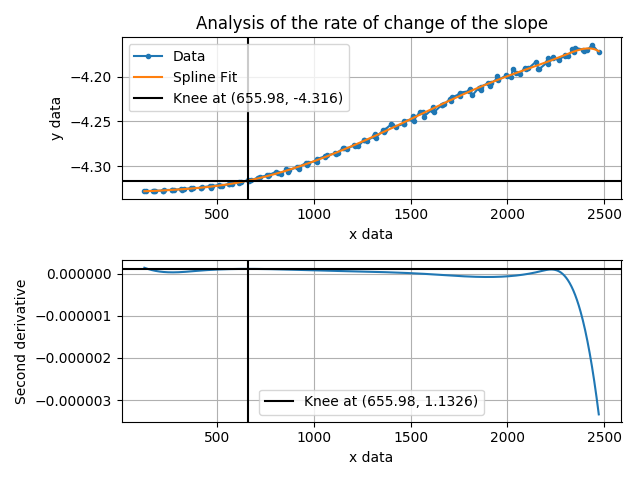 Analysis of the rate of change of the slope
Data
Spline Fit
Knee at (655.98, -4.316)
−4.20
−4.25
−4.30
y data
500 1000 1500 2000 2500
x data
0.000000
−0.000001
−0.000002
−0.000003
Second derivative
Knee at (655.98, 1.1326)
500 1000 1500 2000 2500
x data